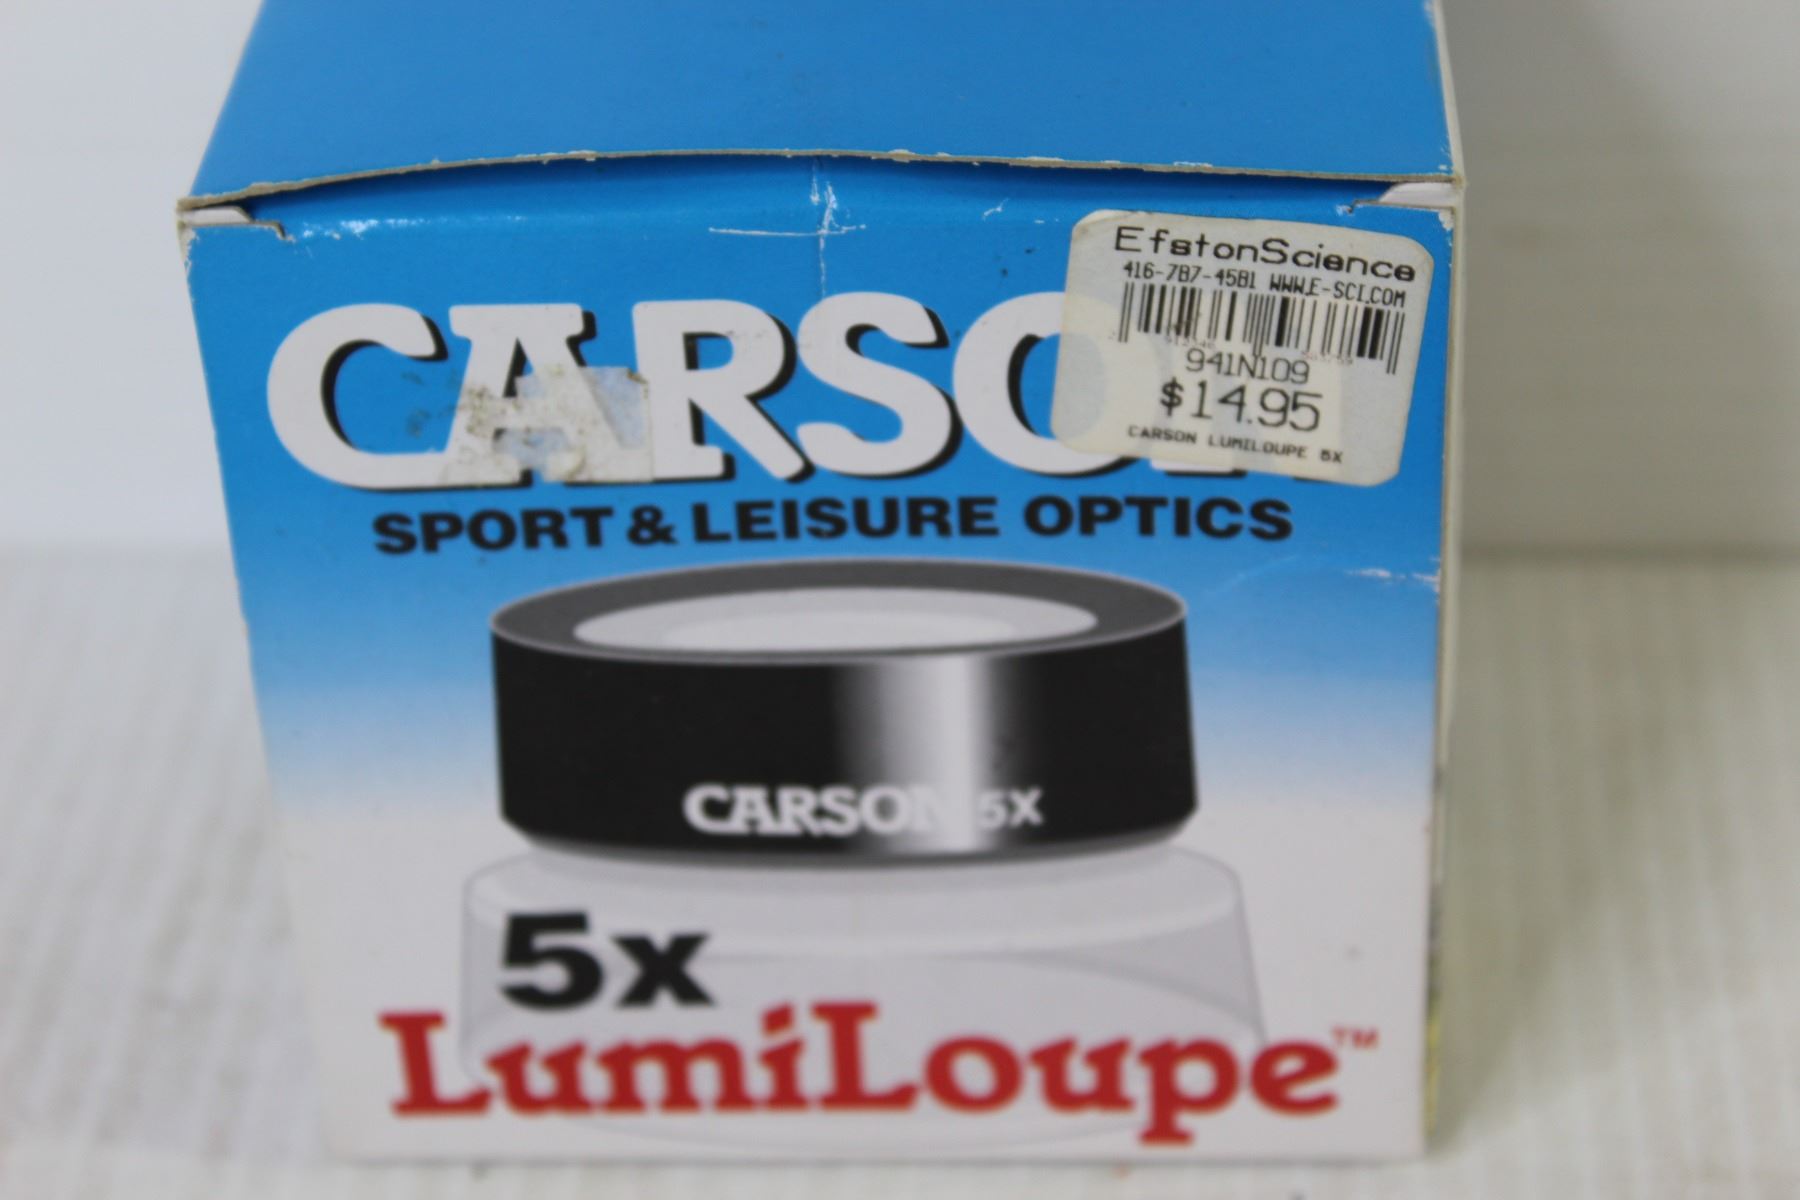 EfstonScience
416-787-4581 WWW.E-SCI.COM
941N109
$14.95
CARSON LUMILOUPE 5X
CARSON
SPORT & LEISURE OPTICS
CARSON 5X
5x
LumiLoupe™